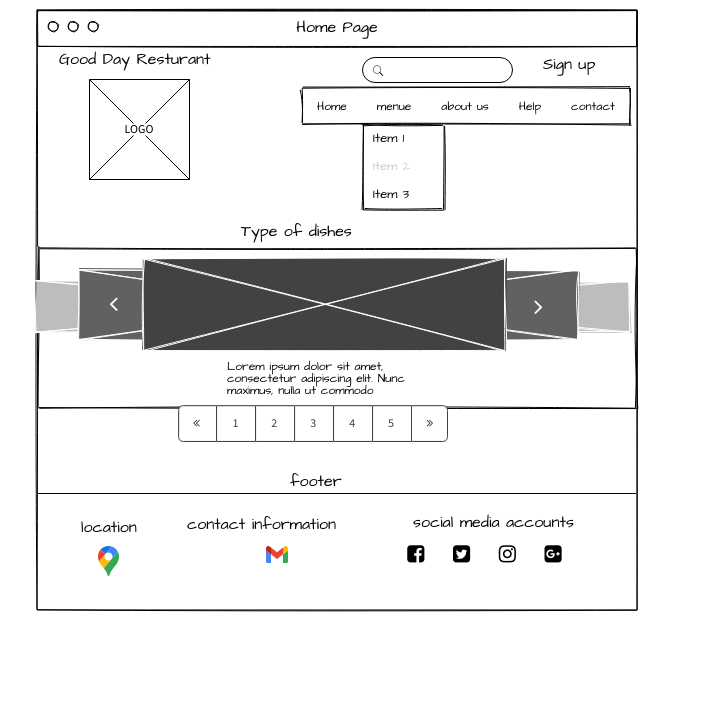 Home Page
Good Day Resturant
Sign up
LOGO
Home menue about us Help contact
Item 1
Item 2
Item 3
Type of dishes
Lorem ipsum dolor sit amet,
consectetur adipiscing elit. Nunc
maximus, nulla ut commodo
« 1 2 3 4 5 »
footer
location
contact information
social media accounts